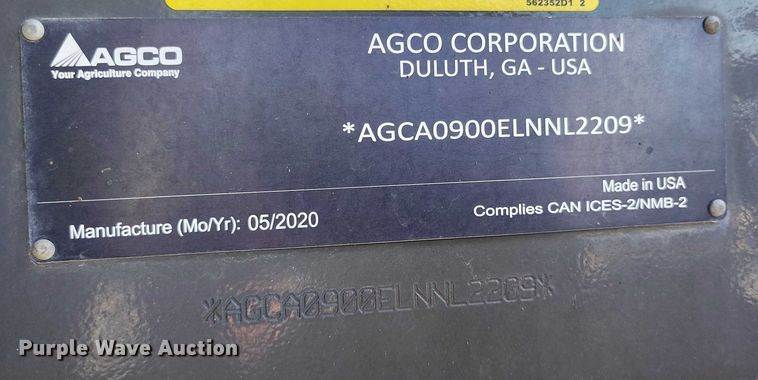 562352D1 2
AGCO
Your Agriculture Company
AGCO CORPORATION
DULUTH, GA - USA
*AGCA0900ELNNL2209*
Made in USA
Manufacture (Mo/Yr): 05/2020
Complies CAN ICES-2/NMB-2
*AGCA0900ELNNL2209*
Purple Wave Auction